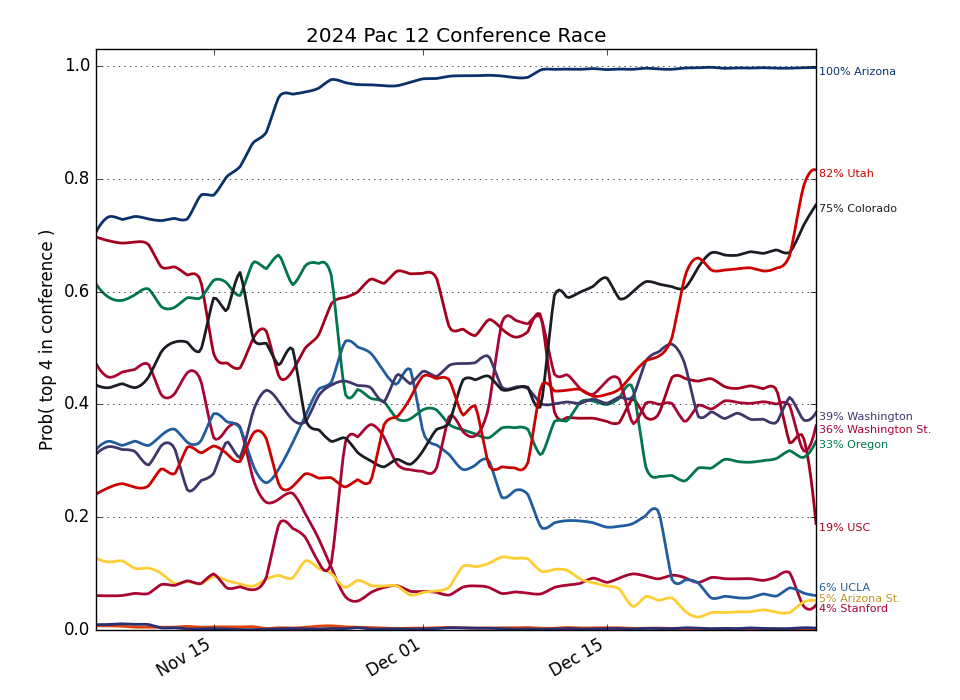 2024 Pac 12 Conference Race
Prob( top 4 in conference )
1.0
0.8
0.6
0.4
0.2
0.0
Nov 15
Dec 01
Dec 15
100% Arizona
82% Utah
75% Colorado
39% Washington
36% Washington St.
33% Oregon
19% USC
6% UCLA
5% Arizona St.
4% Stanford